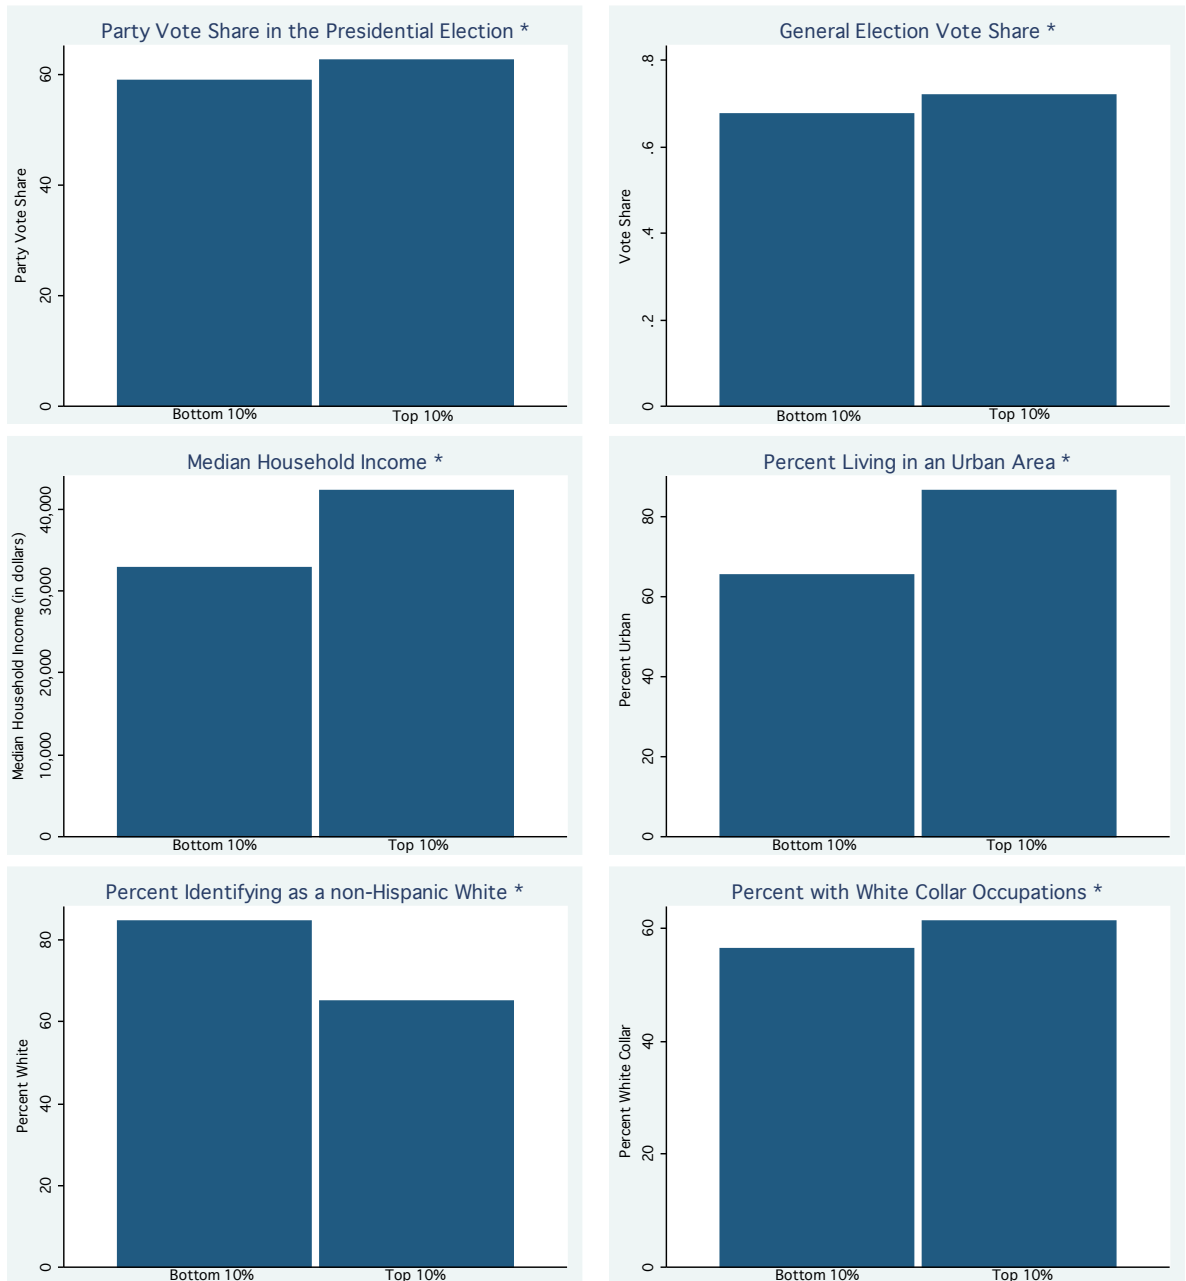 Party Vote Share in the Presidential Election *
Party Vote Share
60
40
20
0
Bottom 10% Top 10%
General Election Vote Share *
Vote Share
.8
.6
.4
.2
0
Bottom 10% Top 10%
Median Household Income *
Median Household Income (in dollars)
40,000
30,000
20,000
10,000
0
Bottom 10% Top 10%
Percent Living in an Urban Area *
Percent Urban
80
60
40
20
0
Bottom 10% Top 10%
Percent Identifying as a non-Hispanic White *
Percent White
80
60
40
20
0
Bottom 10% Top 10%
Percent with White Collar Occupations *
Percent White Collar
60
40
20
0
Bottom 10% Top 10%